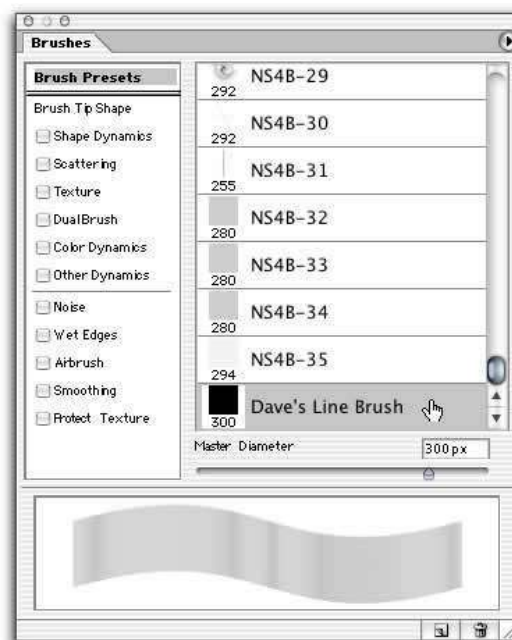 Brushes
Brush Presets
Brush Tip Shape
Shape Dynamics
Scattering
Texture
Dual Brush
Color Dynamics
Other Dynamics
Noise
Wet Edges
Airbrush
Smoothing
Protect Texture
292 NS4B-29
292 NS4B-30
255 NS4B-31
280 NS4B-32
280 NS4B-33
280 NS4B-34
294 NS4B-35
300 Dave's Line Brush
Master Diameter 300 px